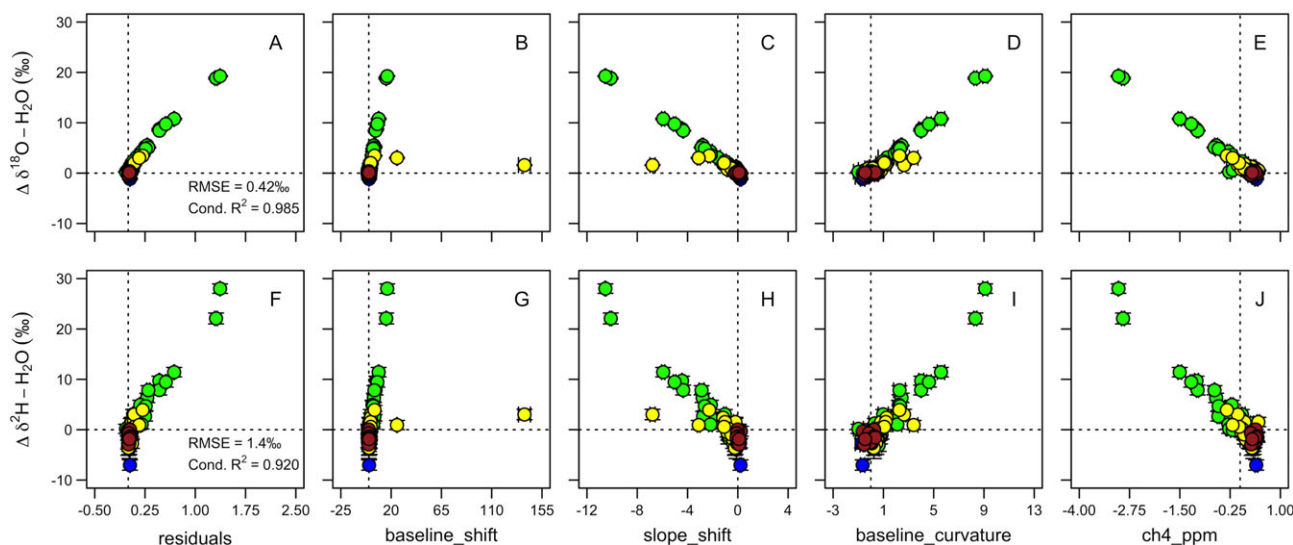 Δ δ¹⁸O − H₂O (‰)
30
20
10
0
-10
A
RMSE = 0.42‰
Cond. R² = 0.985
B
C
D
E
Δ δ²H − H₂O (‰)
30
20
10
0
-10
F
RMSE = 1.4‰
Cond. R² = 0.920
G
H
I
J
-0.50 0.25 1.00 1.75 2.50
-25 20 65 110 155
-12 -8 -4 0 4
-3 1 5 9 13
-4.00 -2.75 -1.50 -0.25 1.00
residuals
baseline_shift
slope_shift
baseline_curvature
ch4_ppm